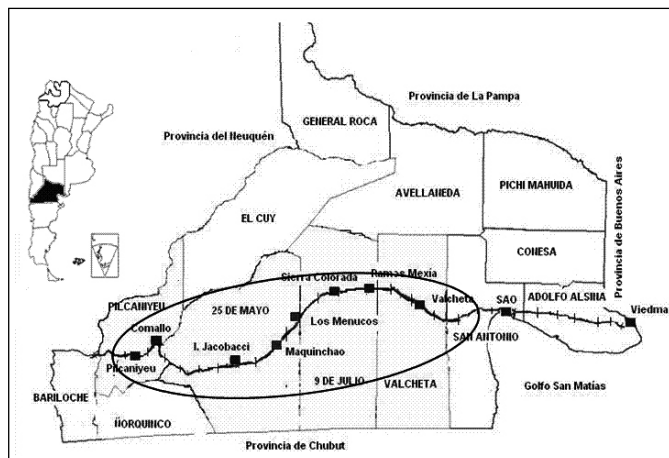 Provincia de La Pampa
GENERAL ROCA
Provincia del Neuquén
AVELLANEDA
PICHI MAHUIDA
Provincia de Buenos Aires
EL CUY
CONESA
Sierra Colorada
Ramos Mexía
PILCANIYEU
25 DE MAYO
Valcheta
SAO
ADOLFO ALSINA
Comallo
Los Menucos
Viedma
I. Jacobacci
Maquinchao
SAN ANTONIO
Pilcaniyeu
9 DE JULIO
VALCHETA
Golfo San Matías
BARILOCHE
ÑORQUINCO
Provincia de Chubut